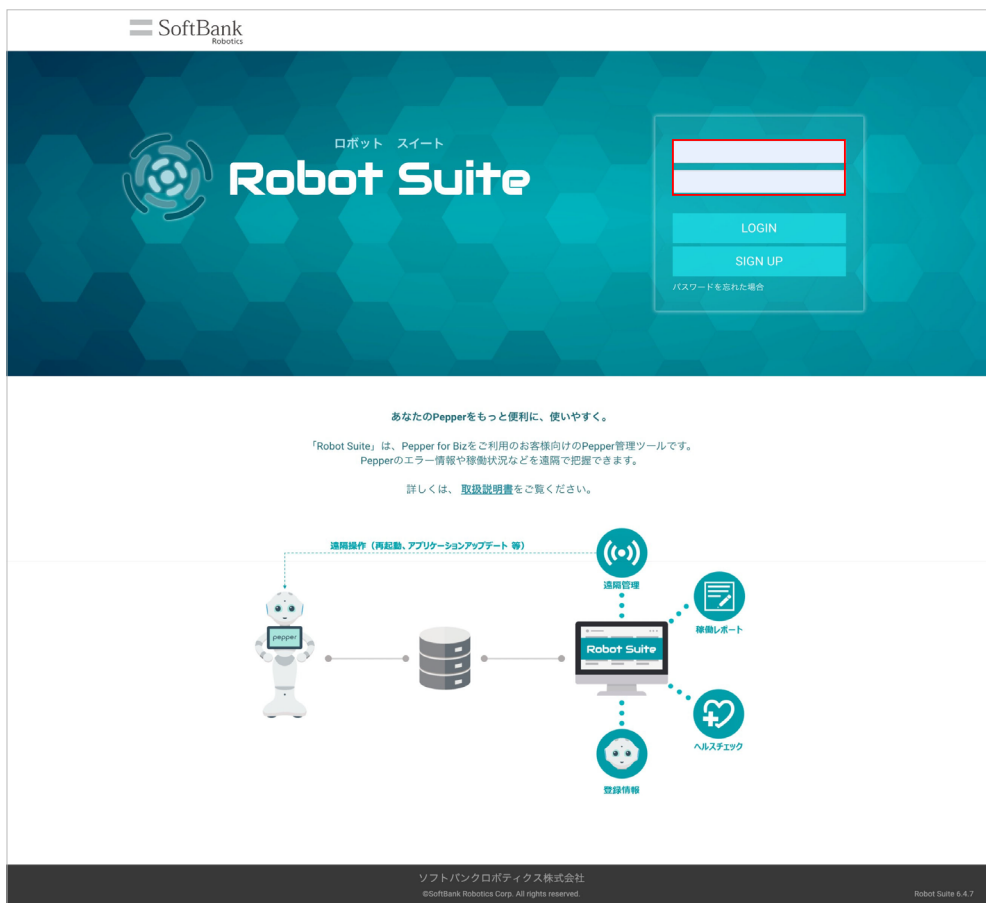 SoftBank
Robotics
ロボット スイート
Robot Suite
LOGIN
SIGN UP
パスワードを忘れた場合
あなたのPepperをもっと便利に、使いやすく。
「Robot Suite」は、Pepper for Bizをご利用のお客様向けのPepper管理ツールです。
Pepperのエラー情報や稼働状況などを遠隔で把握できます。
詳しくは、 取扱説明書をご覧ください。
遠隔操作（再起動、アプリケーションアップデート 等）
遠隔管理
稼働レポート
pepper
Robot Suite
ヘルスチェック
登録情報
ソフトバンクロボティクス株式会社
©SoftBank Robotics Corp. All rights reserved.
Robot Suite 6.4.7